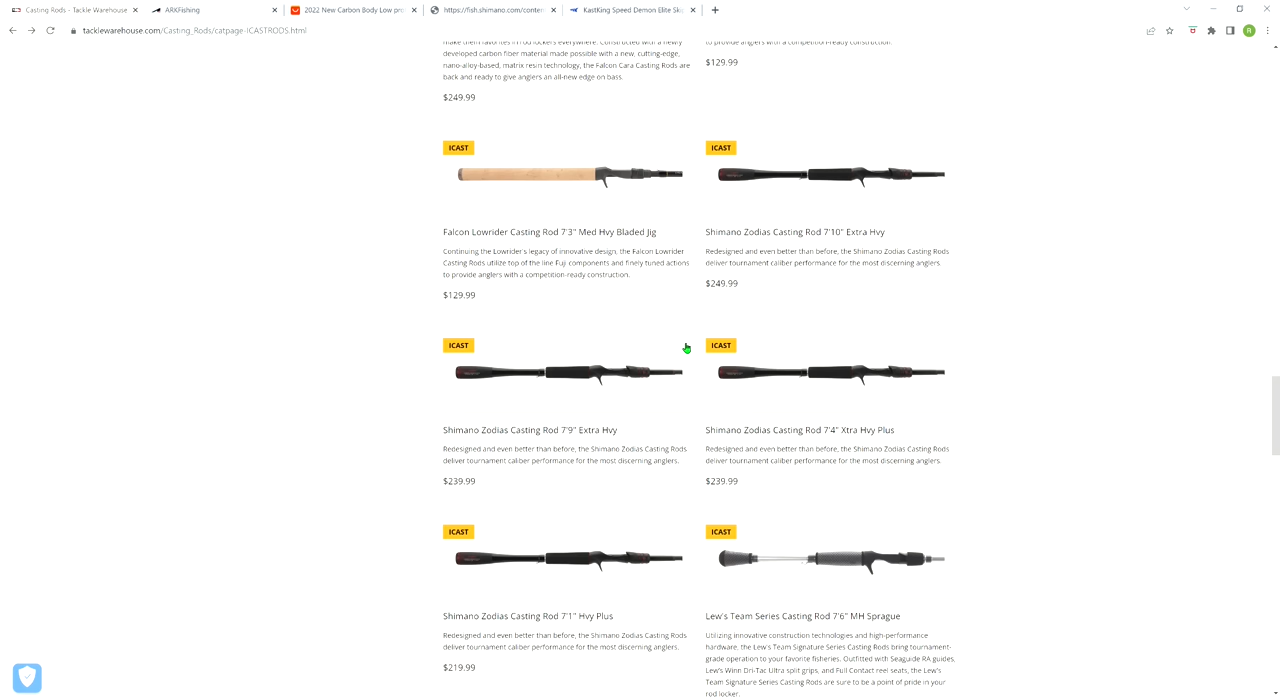 Casting Rods - Tackle Warehouse
ARKFishing
2022 New Carbon Body Low pro
https://fish.shimano.com/conten
KastKing Speed Demon Elite Ski
tacklewarehouse.com/Casting_Rods/catpage-ICASTRODS.html
R
make them favorites in rod lockers everywhere. Constructed with a newly
developed carbon fiber material made possible with a new, cutting-edge,
nano-alloy-based, matrix resin technology, the Falcon Cara Casting Rods are
back and ready to give anglers an all-new edge on bass.
$249.99
to provide anglers with a competition-ready construction.
$129.99
ICAST
Falcon Lowrider Casting Rod 7'3" Med Hvy Bladed Jig
Continuing the Lowrider's legacy of innovative design, the Falcon Lowrider
Casting Rods utilize top of the line Fuji components and finely tuned actions
to provide anglers with a competition-ready construction.
$129.99
ICAST
Shimano Zodias Casting Rod 7'10" Extra Hvy
Redesigned and even better than before, the Shimano Zodias Casting Rods
deliver tournament caliber performance for the most discerning anglers.
$249.99
ICAST
Shimano Zodias Casting Rod 7'9" Extra Hvy
Redesigned and even better than before, the Shimano Zodias Casting Rods
deliver tournament caliber performance for the most discerning anglers.
$239.99
ICAST
Shimano Zodias Casting Rod 7'4" Xtra Hvy Plus
Redesigned and even better than before, the Shimano Zodias Casting Rods
deliver tournament caliber performance for the most discerning anglers.
$239.99
ICAST
Shimano Zodias Casting Rod 7'1" Hvy Plus
Redesigned and even better than before, the Shimano Zodias Casting Rods
deliver tournament caliber performance for the most discerning anglers.
$219.99
ICAST
Lew's Team Series Casting Rod 7'6" MH Sprague
Utilizing innovative construction technologies and high-performance
hardware, the Lew's Team Signature Series Casting Rods bring tournament-
grade operation to your favorite fisheries. Outfitted with Seaguide RA guides,
Lew's Winn Dri-Tac Ultra split grips, and Full Contact reel seats, the Lew's
Team Signature Series Casting Rods are sure to be a point of pride in your
rod locker.